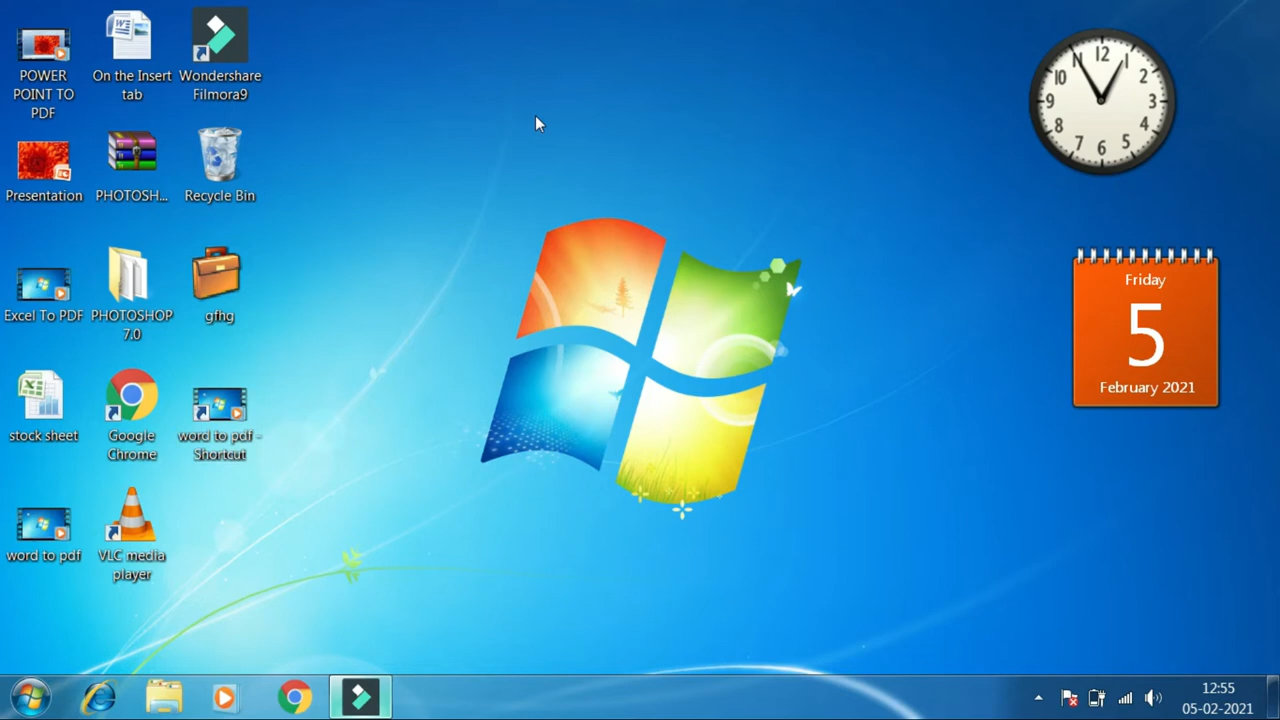 POWER
POINT TO
PDF
On the Insert
tab
Wondershare
Filmora9
Presentation
PHOTOSH...
Recycle Bin
Excel To PDF
PHOTOSHOP
7.0
gfhg
stock sheet
Google
Chrome
word to pdf -
Shortcut
word to pdf
VLC media
player
12
1
2
3
4
5
6
7
8
9
10
11
Friday
5
February 2021
12:55
05-02-2021